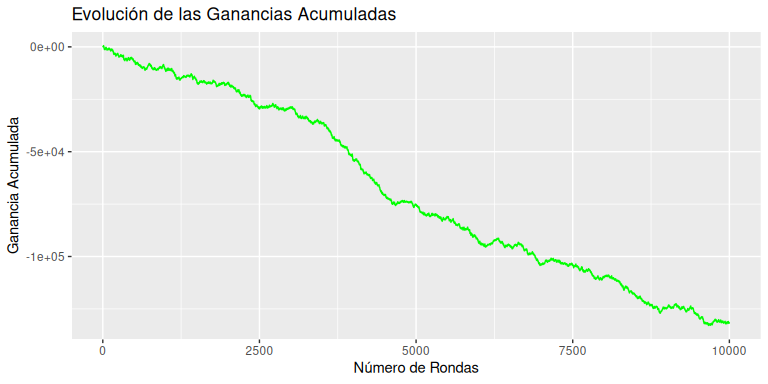 Evolución de las Ganancias Acumuladas
Ganancia Acumulada
0e+00
-5e+04
-1e+05
0 2500 5000 7500 10000
Número de Rondas